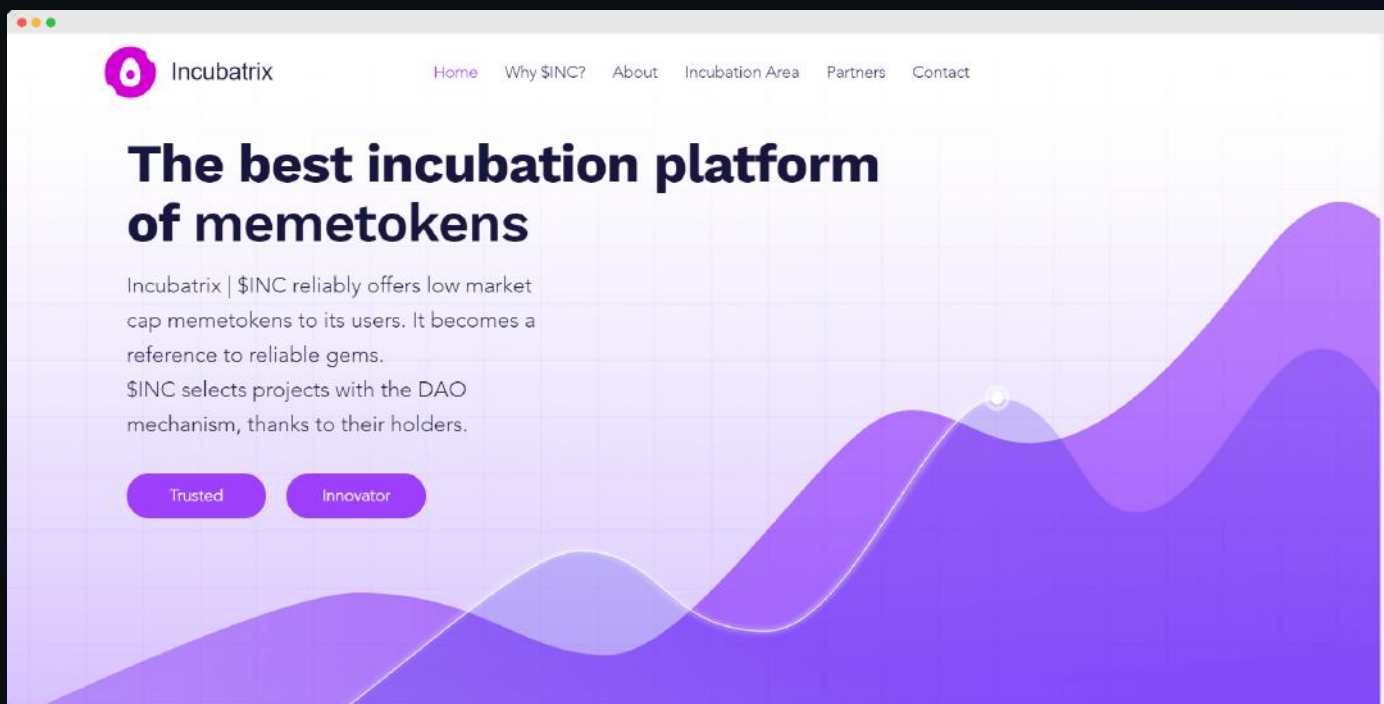 Incubatrix
Home Why $INC? About Incubation Area Partners Contact
The best incubation platform
of memetokens
Incubatrix | $INC reliably offers low market
cap memetokens to its users. It becomes a
reference to reliable gems.
$INC selects projects with the DAO
mechanism, thanks to their holders.
Trusted Innovator